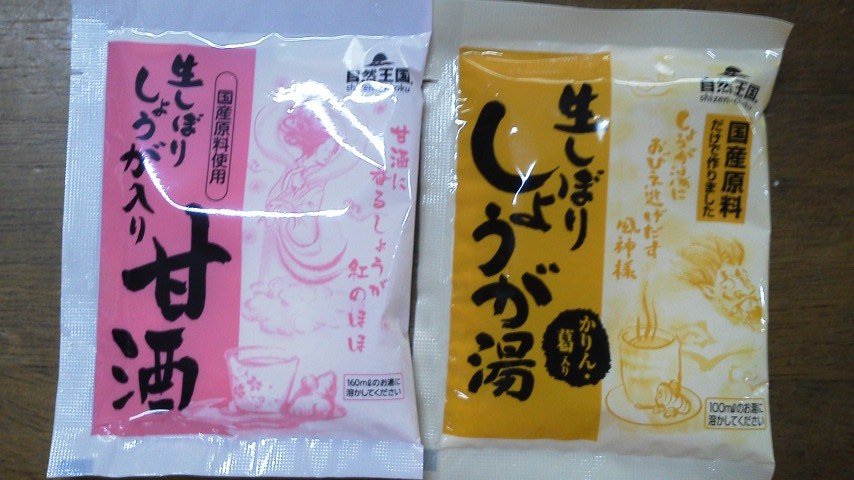 生しぼり
しょうが入り
甘酒
国産原料使用
自然王国
shizen-okoku
甘酒に
香るしょうが
紅のほほ
160mlのお湯に
溶かしてください
生しぼり
しょうが湯
かりん・
葛入り
自然王国
shizen-okoku
国産原料
だけで作りました
しょうが湯に
おびえ逃げだす
風神様
100mlのお湯に
溶かしてください